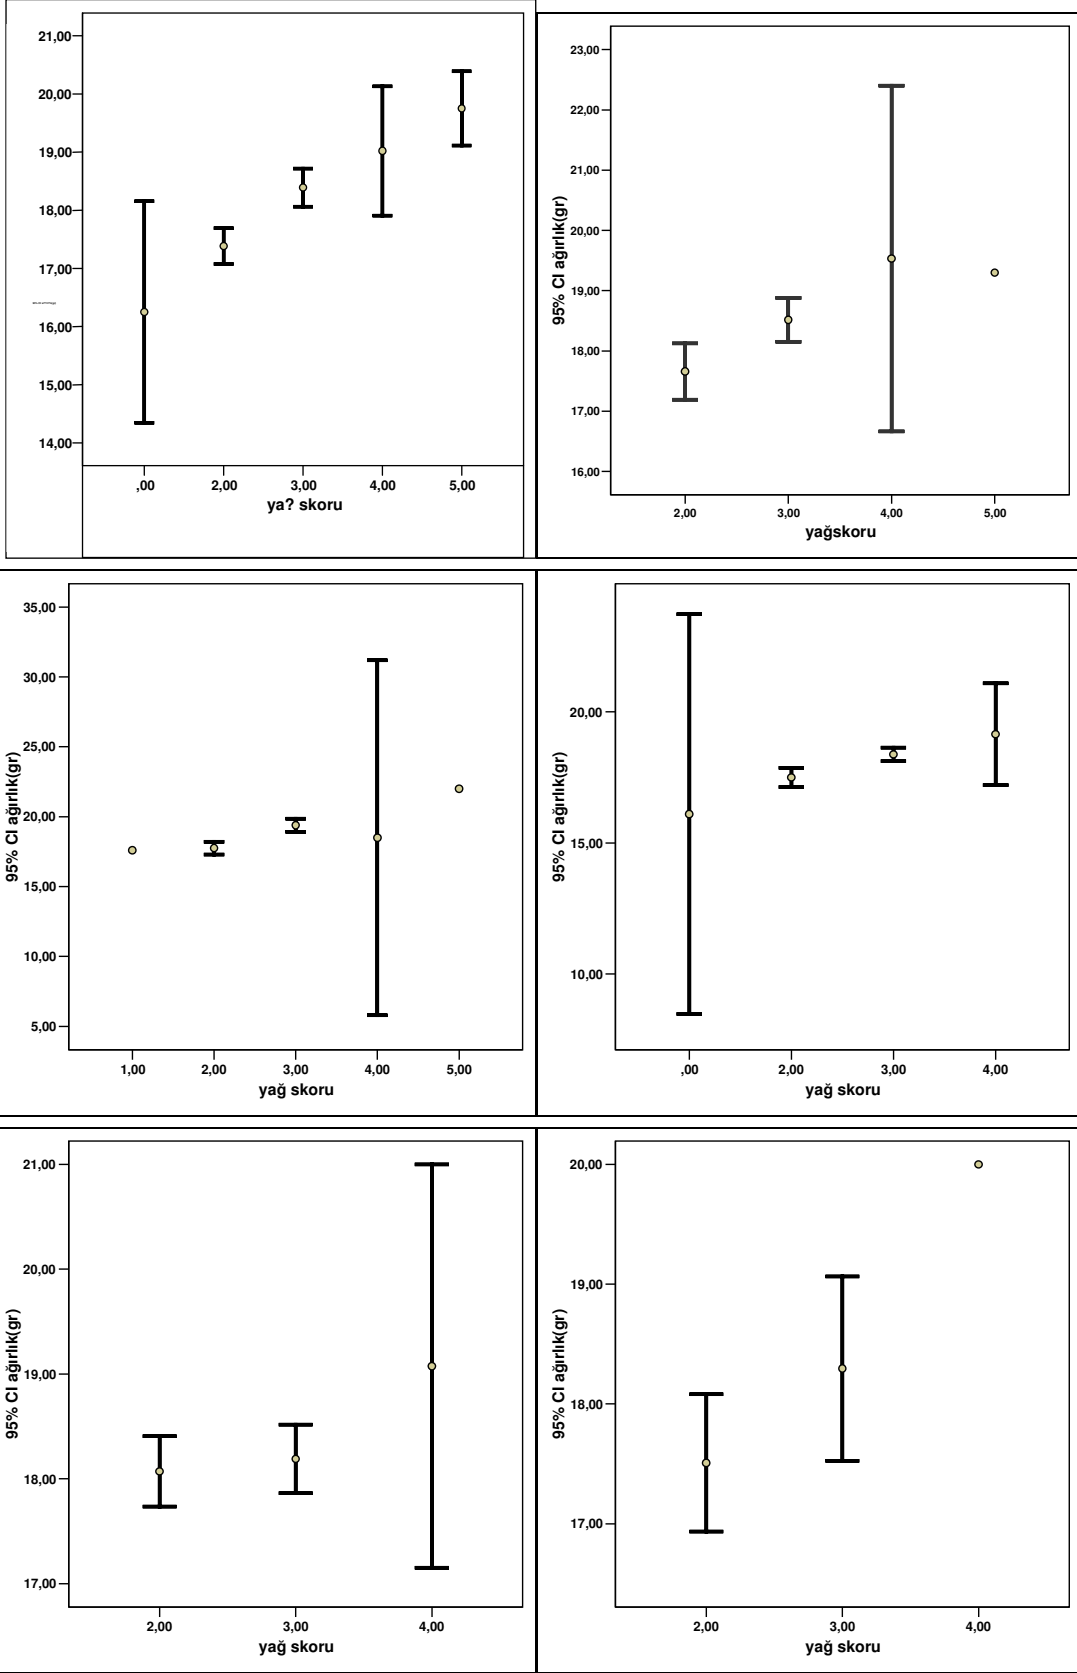 21,00
20,00
19,00
18,00
17,00
16,00
15,00
14,00
,00 2,00 3,00 4,00 5,00
ya? skoru
23,00
22,00
21,00
20,00
19,00
18,00
17,00
16,00
95% CI ağırlık(gr)
2,00 3,00 4,00 5,00
yağskoru
35,00
30,00
25,00
20,00
15,00
10,00
5,00
95% CI ağırlık(gr)
1,00 2,00 3,00 4,00 5,00
yağ skoru
20,00
15,00
10,00
95% CI ağırlık(gr)
,00 2,00 3,00 4,00
yağ skoru
21,00
20,00
19,00
18,00
17,00
95% CI ağırlık(gr)
2,00 3,00 4,00
yağ skoru
20,00
19,00
18,00
17,00
95% CI ağırlık(gr)
2,00 3,00 4,00
yağ skoru